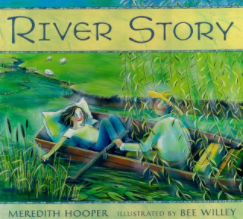 RIVER STORY
MEREDITH HOOPER ILLUSTRATED BY BEE WILLEY